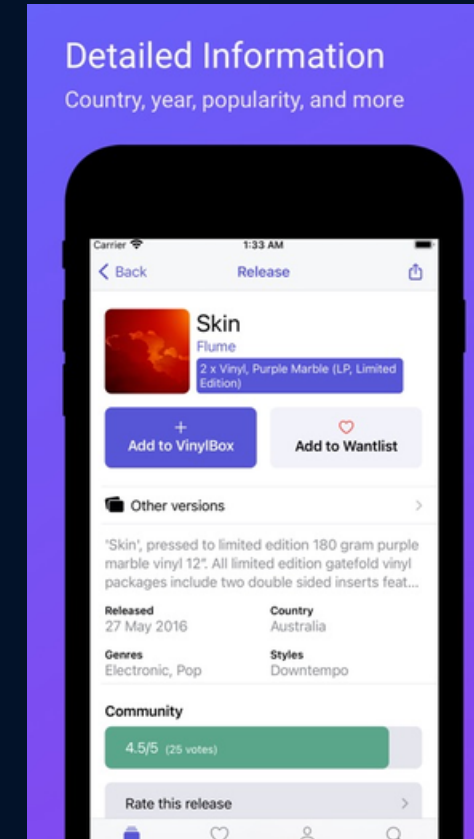 Detailed Information
Country, year, popularity, and more
Carrier 1:33 AM
Back Release
Skin
Flume
2 x Vinyl, Purple Marble (LP, Limited
Edition)
+
Add to VinylBox
Add to Wantlist
Other versions
'Skin', pressed to limited edition 180 gram purple
marble vinyl 12". All limited edition gatefold vinyl
packages include two double sided inserts feat...
Released Country
27 May 2016 Australia
Genres Styles
Electronic, Pop Downtempo
Community
4.5/5 (25 votes)
Rate this release